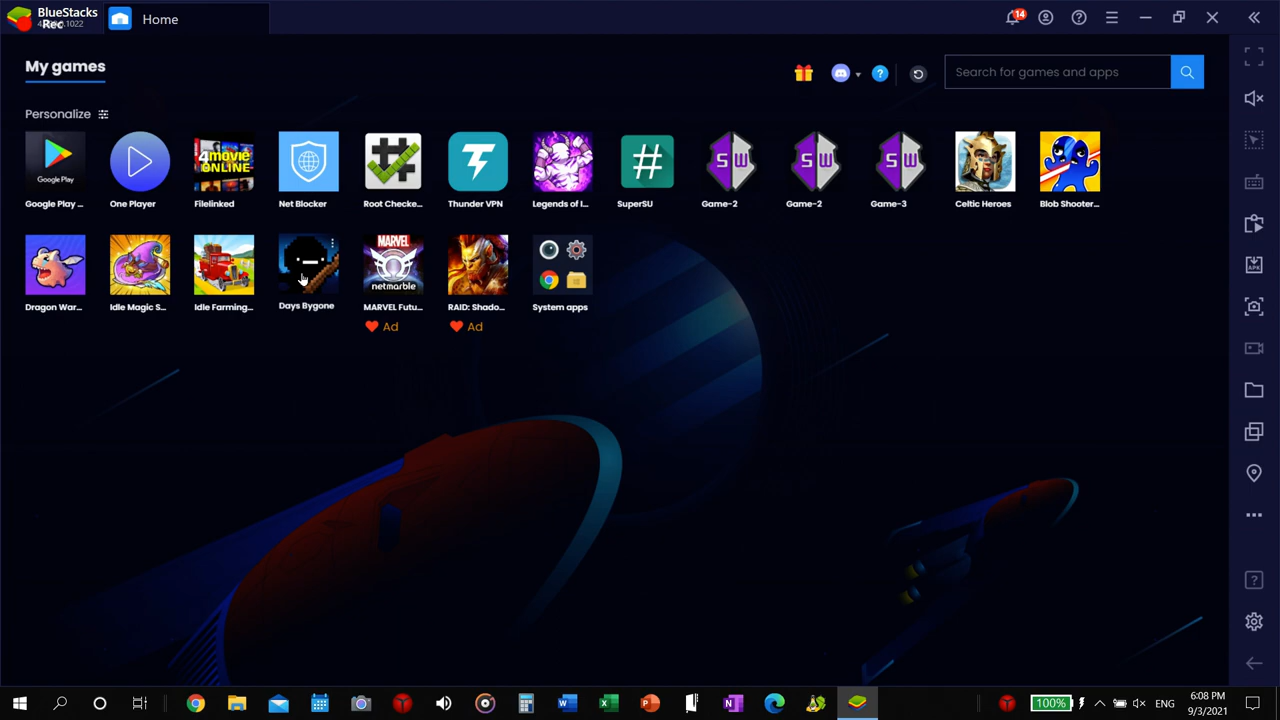 BlueStacks
Rec
Home
14
My games
Search for games and apps
Personalize
Google Play
4MOVIE
ONLINE
Google Play ...
One Player
Filelinked
Net Blocker
Root Checke...
Thunder VPN
Legends of I...
SuperSU
Game-2
Game-2
Game-3
Celtic Heroes
Blob Shooter...
MARVEL
netmarble
Dragon War...
Idle Magic S...
Idle Farming...
Days Bygone
MARVEL Futu...
RAID: Shado...
System apps
Ad
Ad
100%
ENG
6:08 PM
9/3/2021